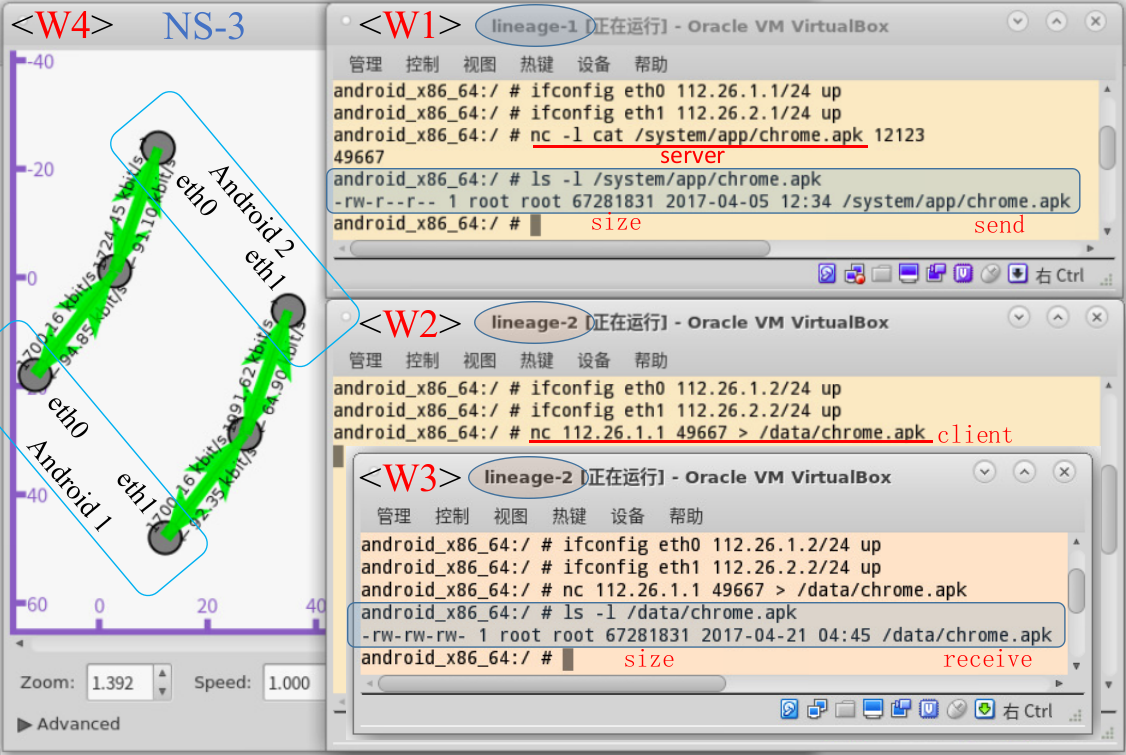 <W4> NS-3
-40
-20
0
40
60
0 20 40
1724.45 kbit/s
91.10 kbit/s
1700.16 kbit/s
94.85 kbit/s
64.90 kbit/s
1700.16 kbit/s
92.35 kbit/s
eth0
Android 2
eth1
eth0
Android 1
eth1
Zoom: 1.392 Speed: 1.000
Advanced
<W1> lineage-1 [正在运行] - Oracle VM VirtualBox
管理 控制 视图 热键 设备 帮助
android_x86_64:/ # ifconfig eth0 112.26.1.1/24 up
android_x86_64:/ # ifconfig eth1 112.26.2.1/24 up
android_x86_64:/ # nc -l cat /system/app/chrome.apk 12123
49667
server
android_x86_64:/ # ls -l /system/app/chrome.apk
-rw-r--r-- 1 root root 67281831 2017-04-05 12:34 /system/app/chrome.apk
android_x86_64:/ #
size send
右 Ctrl
<W2> lineage-2 [正在运行] - Oracle VM VirtualBox
管理 控制 视图 热键 设备 帮助
android_x86_64:/ # ifconfig eth0 112.26.1.2/24 up
android_x86_64:/ # ifconfig eth1 112.26.2.2/24 up
android_x86_64:/ # nc 112.26.1.1 49667 > /data/chrome.apk client
<W3> lineage-2 [正在运行] - Oracle VM VirtualBox
管理 控制 视图 热键 设备 帮助
android_x86_64:/ # ifconfig eth0 112.26.1.2/24 up
android_x86_64:/ # ifconfig eth1 112.26.2.2/24 up
android_x86_64:/ # nc 112.26.1.1 49667 > /data/chrome.apk
android_x86_64:/ # ls -l /data/chrome.apk
-rw-rw-rw- 1 root root 67281831 2017-04-21 04:45 /data/chrome.apk
android_x86_64:/ #
size receive
右 Ctrl